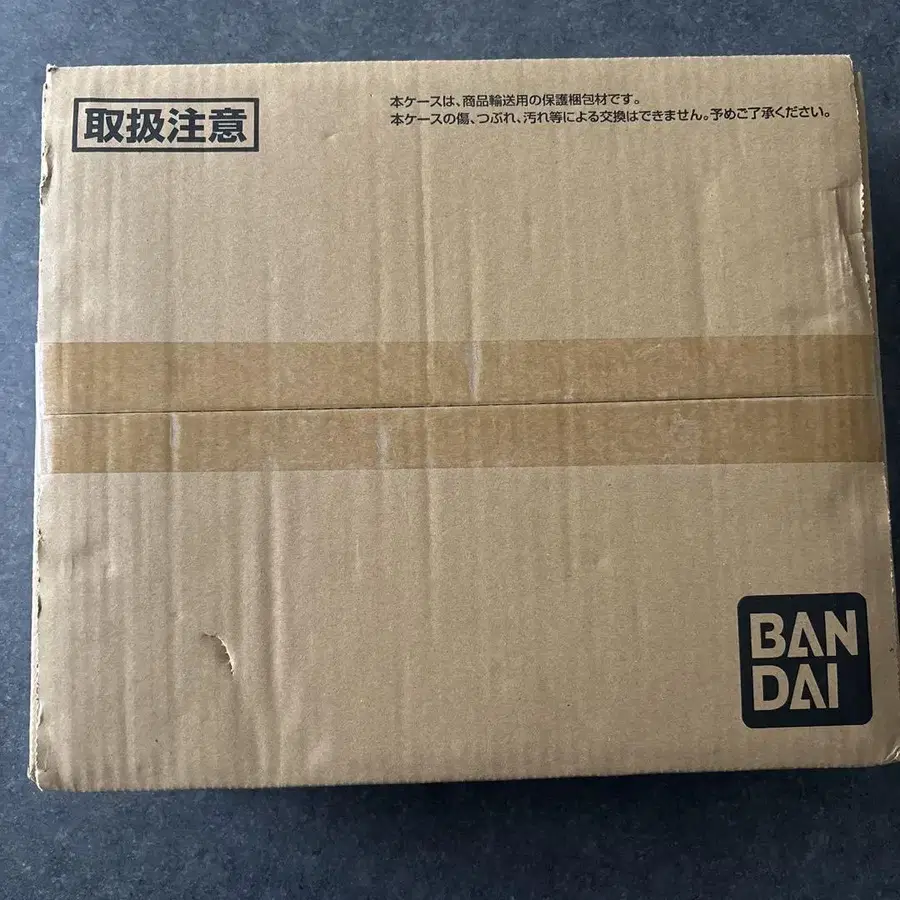 取扱注意
本ケースは、商品輸送用の保護梱包材です。
本ケースの傷、つぶれ、汚れ等による交換はできません。予めご了承ください。
BAN
DAI